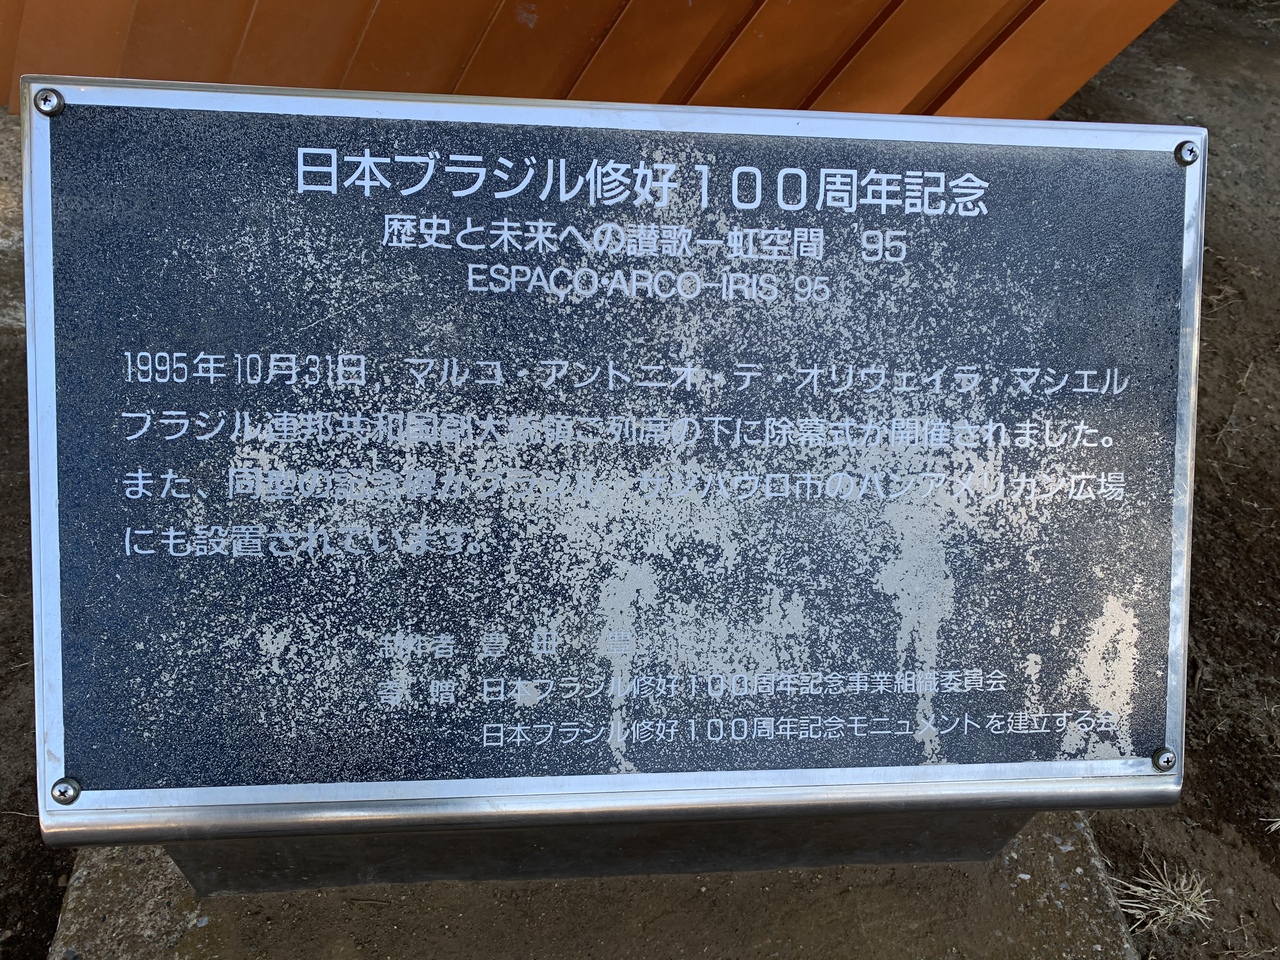 日本ブラジル修好100周年記念
歴史と未来への讃歌ー虹空間 '95
ESPAÇO・ARCO-ÍRIS 95
1995年10月31日、マルコ・アントニオ・デ・オリヴェイラ・マシエル
ブラジル連邦共和国副大統領ご列席の下に除幕式が開催されました。
また、同型の記念像がブラジル・サンパウロ市のパンアメリカン広場
にも設置されています。
制作者 豊田 豊
寄 贈 日本ブラジル修好100周年記念事業組織委員会
日本ブラジル修好100周年記念モニュメントを建立する会